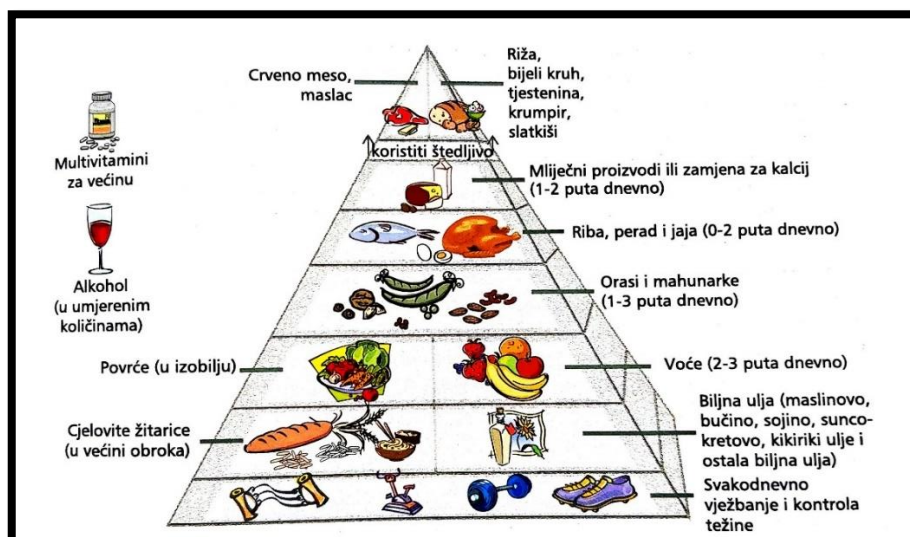 Crveno meso,
maslac
Riža,
bijeli kruh,
tjestenina,
krumpir,
slatkiši
koristiti štedljivo
Multivitamini
za većinu
Mliječni proizvodi ili zamjena za kalcij
(1-2 puta dnevno)
Riba, perad i jaja (0-2 puta dnevno)
Alkohol
(u umjerenim
količinama)
Orasi i mahunarke
(1-3 puta dnevno)
Povrće (u izobilju)
Voće (2-3 puta dnevno)
Cjelovite žitarice
(u većini obroka)
Biljna ulja (maslinovo,
bučino, sojino, sunco-
kretovo, kikiriki ulje i
ostala biljna ulja)
Svakodnevno
vježbanje i kontrola
težine